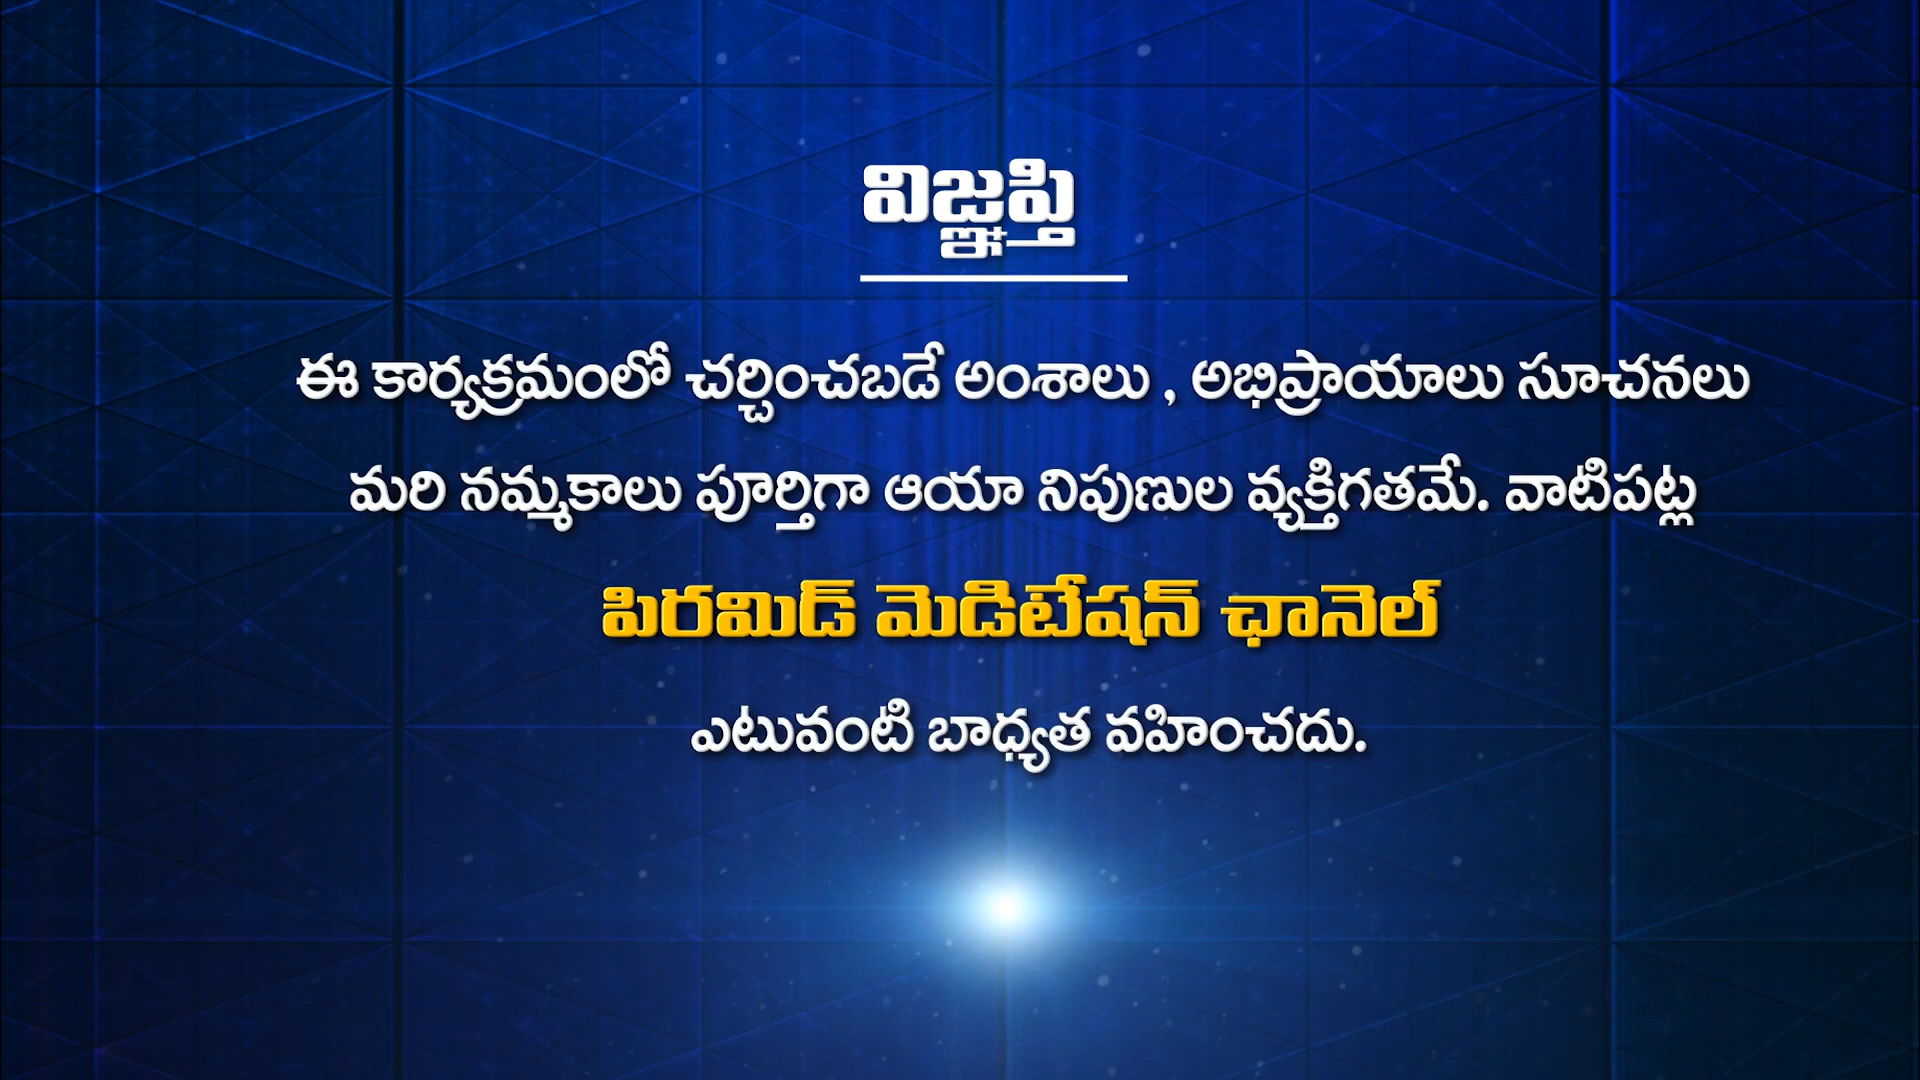 విజ్ఞప్తి
ఈ కార్యక్రమంలో చర్చించబడే అంశాలు , అభిప్రాయాలు సూచనలు
మరి నమ్మకాలు పూర్తిగా ఆయా నిపుణుల వ్యక్తిగతమే. వాటిపట్ల
పిరమిడ్ మెడిటేషన్ ఛానెల్
ఎటువంటి బాధ్యత వహించదు.